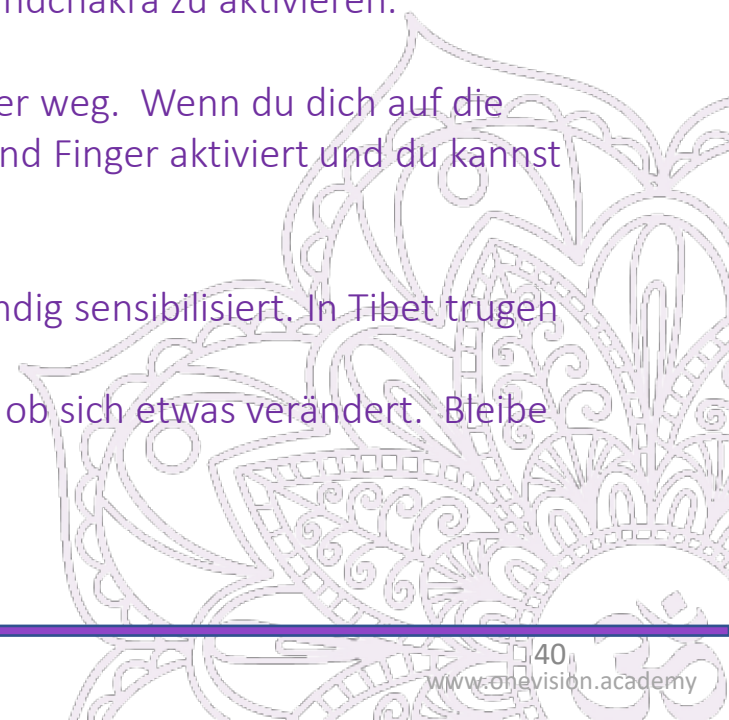 ndchakra zu aktivieren.
er weg. Wenn du dich auf die
nd Finger aktiviert und du kannst
ndig sensibilisiert. In Tibet trugen
ob sich etwas verändert. Bleibe
40
www.onevision.academy